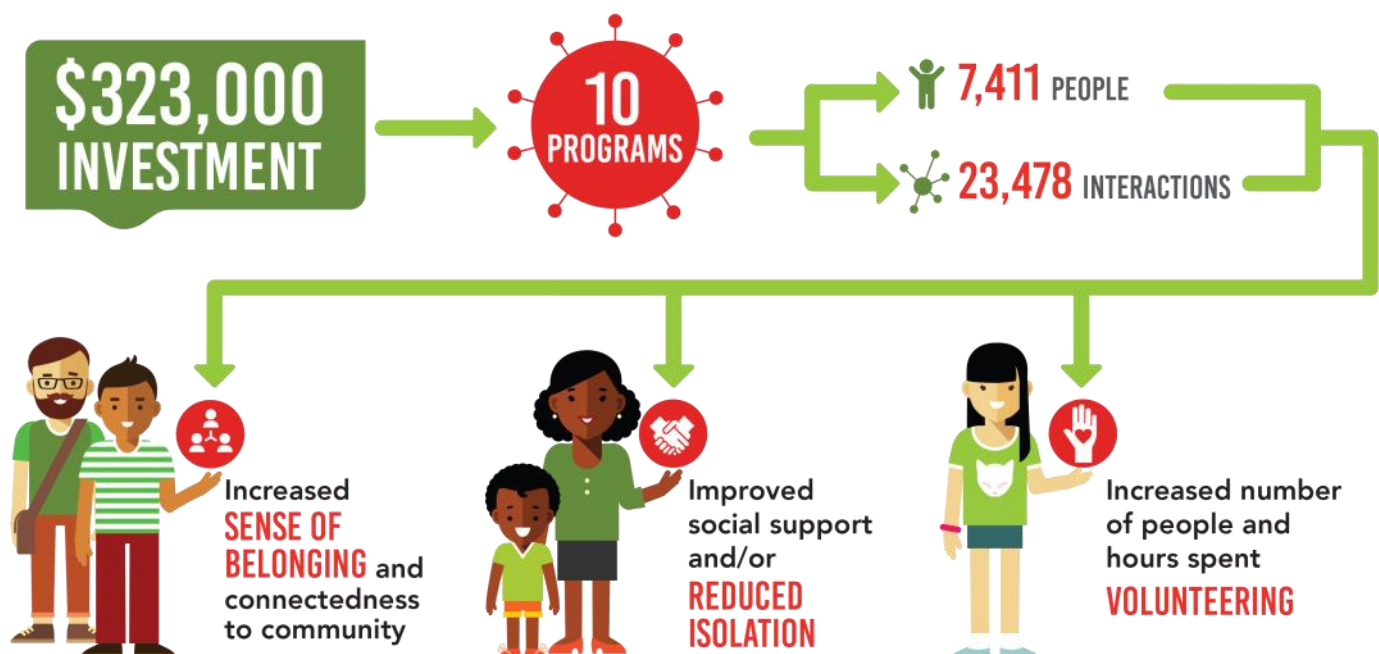 $323,000
INVESTMENT
10
PROGRAMS
7,411 PEOPLE
23,478 INTERACTIONS
Increased
SENSE OF
BELONGING and
connectedness
to community
Improved
social support
and/or
REDUCED
ISOLATION
Increased number
of people and
hours spent
VOLUNTEERING